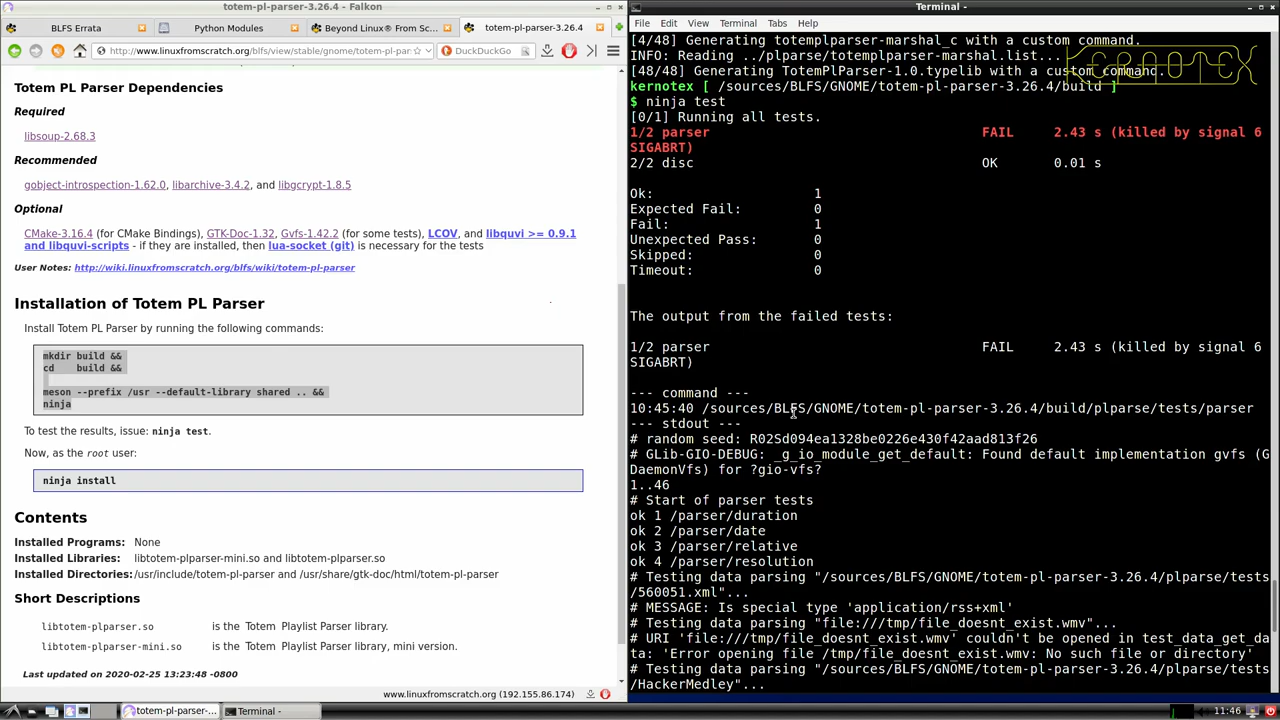 totem-pl-parser-3.26.4 - Falkon
BLFS Errata
Python Modules
Beyond Linux® From Sc
totem-pl-parser-3.26.4
http://www.linuxfromscratch.org/blfs/view/stable/gnome/totem-pl-par
DuckDuckGo
Totem PL Parser Dependencies
Required
libsoup-2.68.3
Recommended
gobject-introspection-1.62.0, libarchive-3.4.2, and libgcrypt-1.8.5
Optional
CMake-3.16.4 (for CMake Bindings), GTK-Doc-1.32, Gvfs-1.42.2 (for some tests), LCOV, and libquvi >= 0.9.1
and libquvi-scripts - if they are installed, then lua-socket (git) is necessary for the tests
User Notes: http://wiki.linuxfromscratch.org/blfs/wiki/totem-pl-parser
Installation of Totem PL Parser
Install Totem PL Parser by running the following commands:
mkdir build &&
cd    build &&
meson --prefix /usr --default-library shared .. &&
ninja
To test the results, issue: ninja test.
Now, as the root user:
ninja install
Contents
Installed Programs: None
Installed Libraries: libtotem-plparser-mini.so and libtotem-plparser.so
Installed Directories: /usr/include/totem-pl-parser and /usr/share/gtk-doc/html/totem-pl-parser
Short Descriptions
libtotem-plparser.so is the Totem Playlist Parser library.
libtotem-plparser-mini.so is the Totem Playlist Parser library, mini version.
Last updated on 2020-02-25 13:23:48 -0800
www.linuxfromscratch.org (192.155.86.174)
Terminal -
File Edit View Terminal Tabs Help
[4/48] Generating totemplparser-marshal_c with a custom command.
INFO: Reading ../plparse/totemplparser-marshal.list...
[48/48] Generating TotemPlParser-1.0.typelib with a custom command.
KERNOTEX
kernotex [ /sources/BLFS/GNOME/totem-pl-parser-3.26.4/build ]
$ ninja test
[0/1] Running all tests.
1/2 parser FAIL 2.43 s (killed by signal 6
SIGABRT)
2/2 disc OK 0.01 s
Ok: 1
Expected Fail: 0
Fail: 1
Unexpected Pass: 0
Skipped: 0
Timeout: 0
The output from the failed tests:
1/2 parser FAIL 2.43 s (killed by signal 6
SIGABRT)
--- command ---
10:45:40 /sources/BLFS/GNOME/totem-pl-parser-3.26.4/build/plparse/tests/parser
--- stdout ---
# random seed: R02Sd094ea1328be0226e430f42aad813f26
# GLib-GIO-DEBUG: _g_io_module_get_default: Found default implementation gvfs (G
DaemonVfs) for ?gio-vfs?
1..46
# Start of parser tests
ok 1 /parser/duration
ok 2 /parser/date
ok 3 /parser/relative
ok 4 /parser/resolution
# Testing data parsing "/sources/BLFS/GNOME/totem-pl-parser-3.26.4/plparse/tests
/560051.xml"...
# MESSAGE: Is special type 'application/rss+xml'
# Testing data parsing "file:///tmp/file_doesnt_exist.wmv"...
# URI 'file:///tmp/file_doesnt_exist.wmv' couldn't be opened in test_data_get_da
ta: 'Error opening file /tmp/file_doesnt_exist.wmv: No such file or directory'
# Testing data parsing "/sources/BLFS/GNOME/totem-pl-parser-3.26.4/plparse/tests
/HackerMedley"...
totem-pl-parser-...
Terminal -
11:46